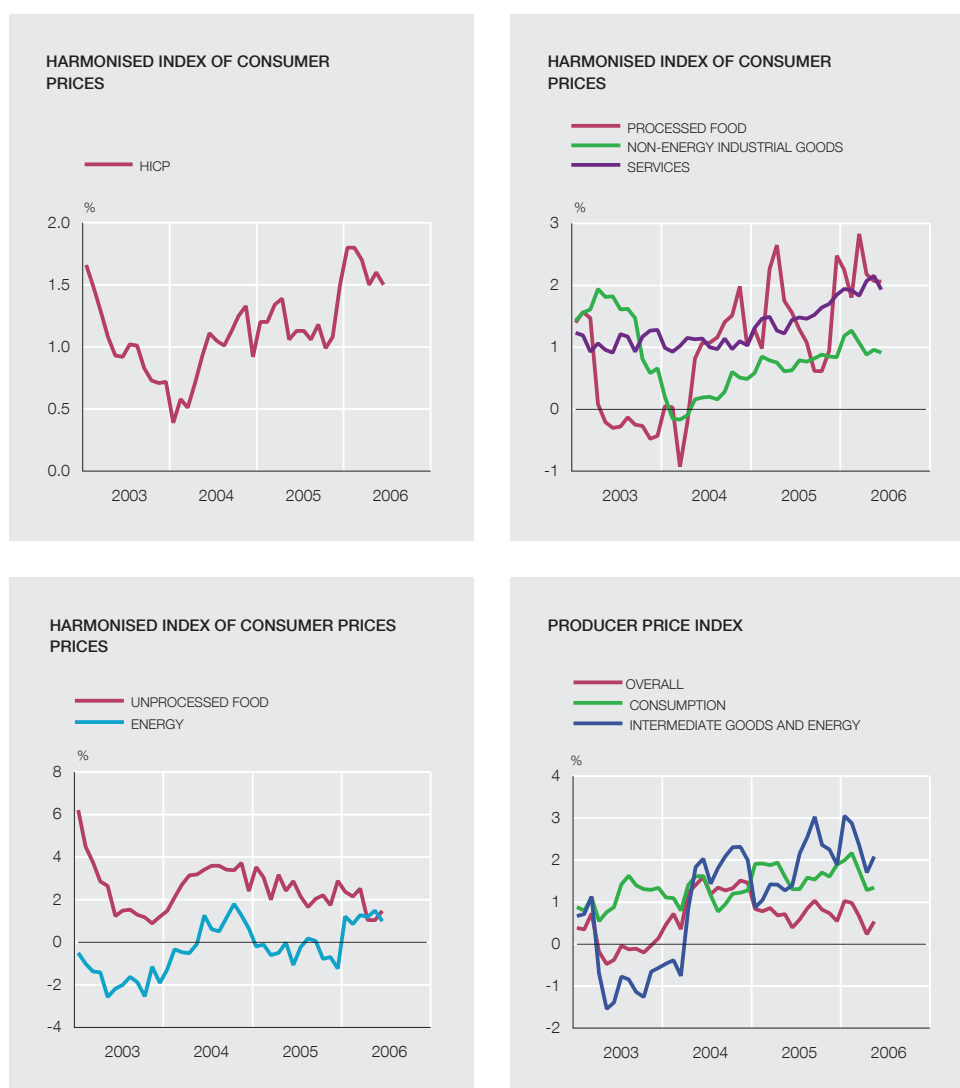 HARMONISED INDEX OF CONSUMER
PRICES
HICP
%
2.0
1.5
1.0
0.5
0.0
2003 2004 2005 2006
HARMONISED INDEX OF CONSUMER
PRICES
PROCESSED FOOD
NON-ENERGY INDUSTRIAL GOODS
SERVICES
%
3
2
1
0
-1
2003 2004 2005 2006
HARMONISED INDEX OF CONSUMER PRICES
PRICES
UNPROCESSED FOOD
ENERGY
%
8
6
4
2
0
-2
-4
2003 2004 2005 2006
PRODUCER PRICE INDEX
OVERALL
CONSUMPTION
INTERMEDIATE GOODS AND ENERGY
%
4
3
2
1
0
-1
-2
2003 2004 2005 2006